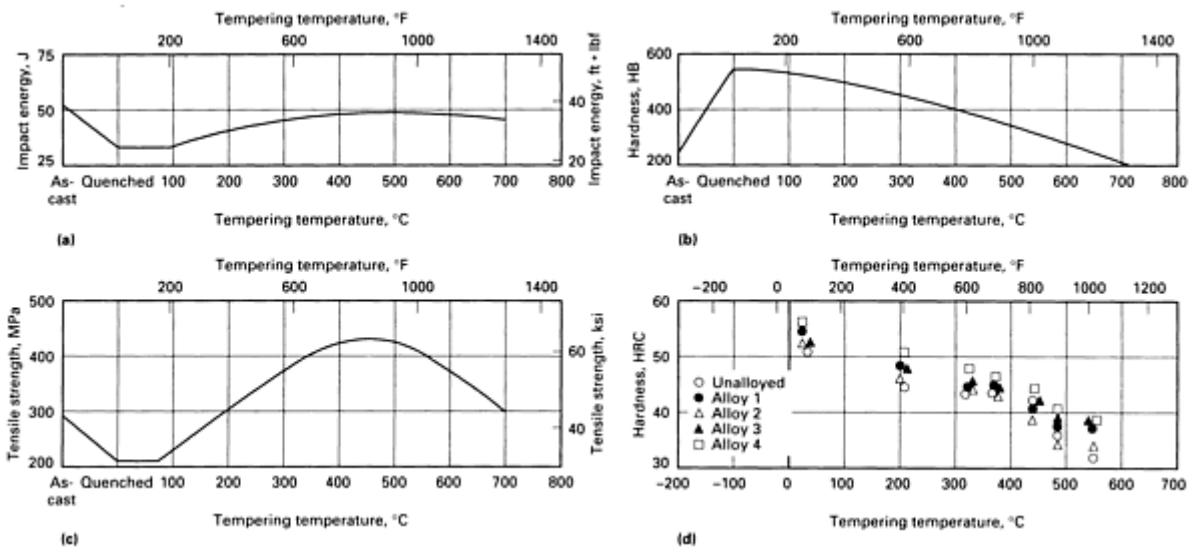 Tempering temperature, °F
200 600 1000 1400
Impact energy, J
75
50
25
Impact energy, ft • lbf
40
20
As-cast Quenched 100 200 300 400 500 600 700 800
Tempering temperature, °C
(a)
Tempering temperature, °F
200 600 1000 1400
Hardness, HB
600
400
200
As-cast Quenched 100 200 300 400 500 600 700 800
Tempering temperature, °C
(b)
Tempering temperature, °F
200 600 1000 1400
Tensile strength, MPa
500
400
300
200
Tensile strength, ksi
60
40
As-cast Quenched 100 200 300 400 500 600 700 800
Tempering temperature, °C
(c)
Tempering temperature, °F
−200 0 200 400 600 800 1000 1200
Hardness, HRC
60
50
40
30
Unalloyed
Alloy 1
Alloy 2
Alloy 3
Alloy 4
−200 −100 0 100 200 300 400 500 600 700
Tempering temperature, °C
(d)